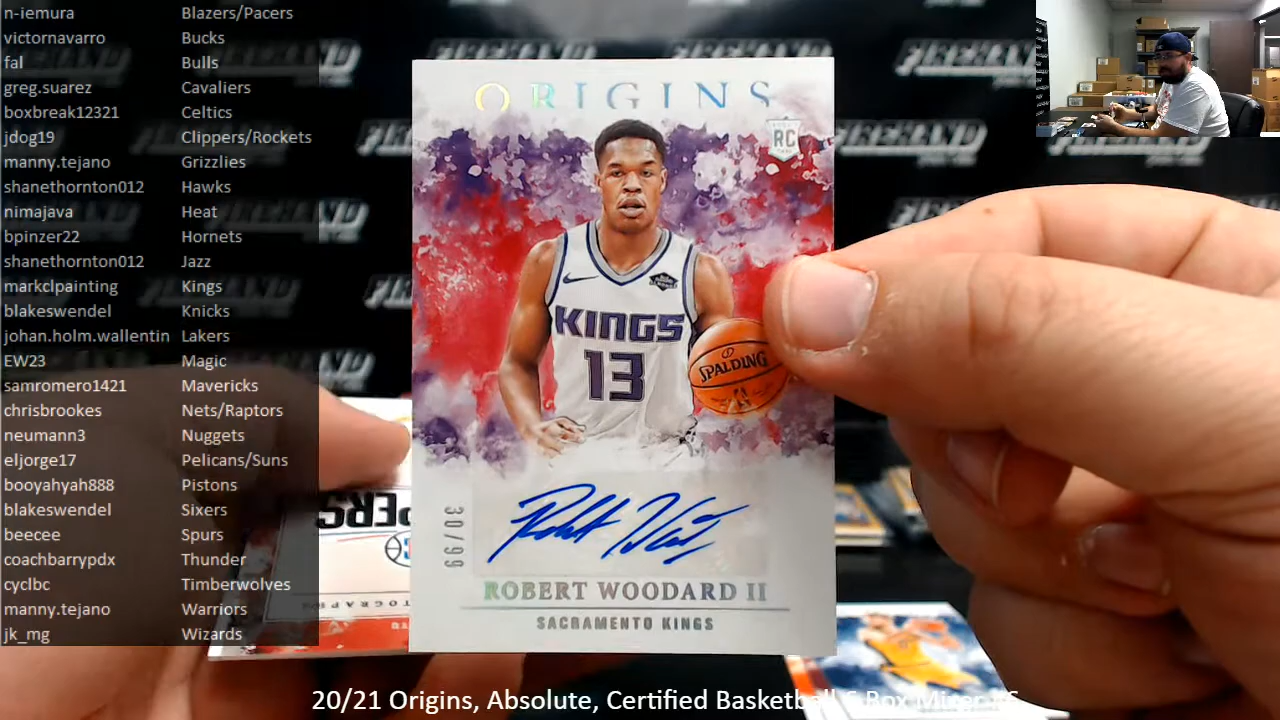 n-iemura Blazers/Pacers
victornavarro Bucks
fal Bulls
greg.suarez Cavaliers
boxbreak12321 Celtics
jdog19 Clippers/Rockets
manny.tejano Grizzlies
shanethornton012 Hawks
nimajava Heat
bpinzer22 Hornets
shanethornton012 Jazz
markclpainting Kings
blakeswendel Knicks
johan.holm.wallentin Lakers
EW23 Magic
samromero1421 Mavericks
chrisbrookes Nets/Raptors
neumann3 Nuggets
eljorge17 Pelicans/Suns
booyahyah888 Pistons
blakeswendel Sixers
beecee Spurs
coachbarrypdx Thunder
cyclbc Timberwolves
manny.tejano Warriors
jk_mg Wizards
FIREHAND
ORIGINS
RC
KINGS
13
SPALDING
30/99
ROBERT WOODARD II
SACRAMENTO KINGS
20/21 Origins, Absolute, Certified Basketball 6 Box Mixer